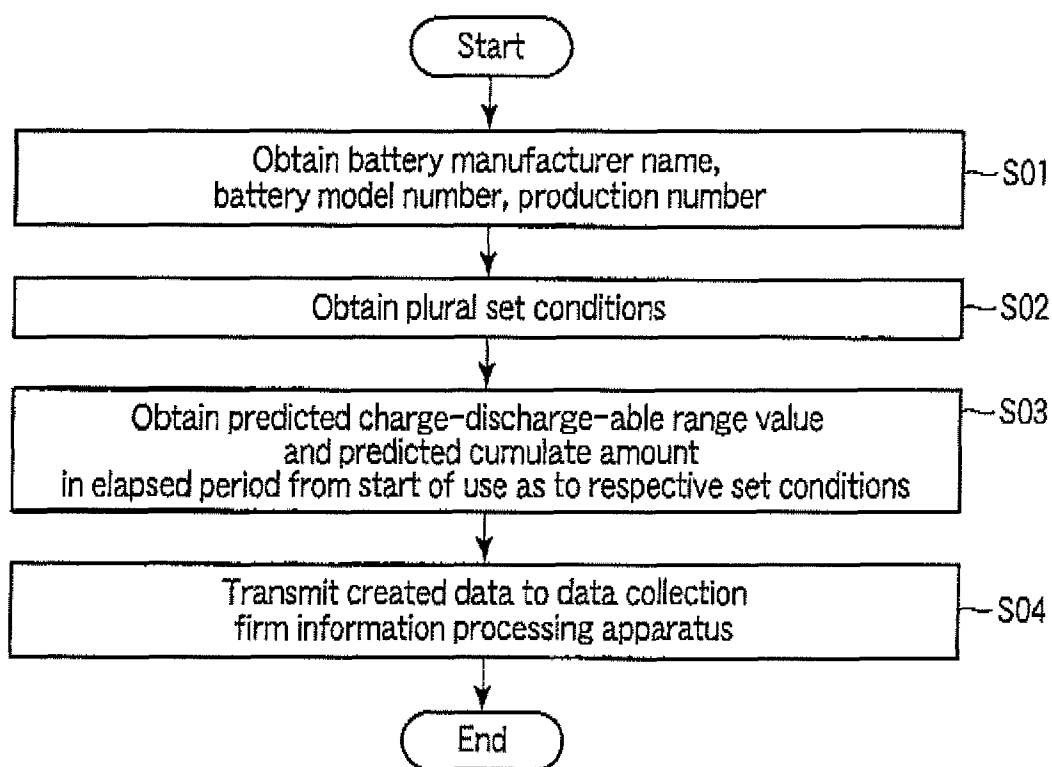 Start
Obtain battery manufacturer name,
battery model number, production number
S01
Obtain plural set conditions
S02
Obtain predicted charge-discharge-able range value
and predicted cumulate amount
in elapsed period from start of use as to respective set conditions
S03
Transmit created data to data collection
firm information processing apparatus
S04
End